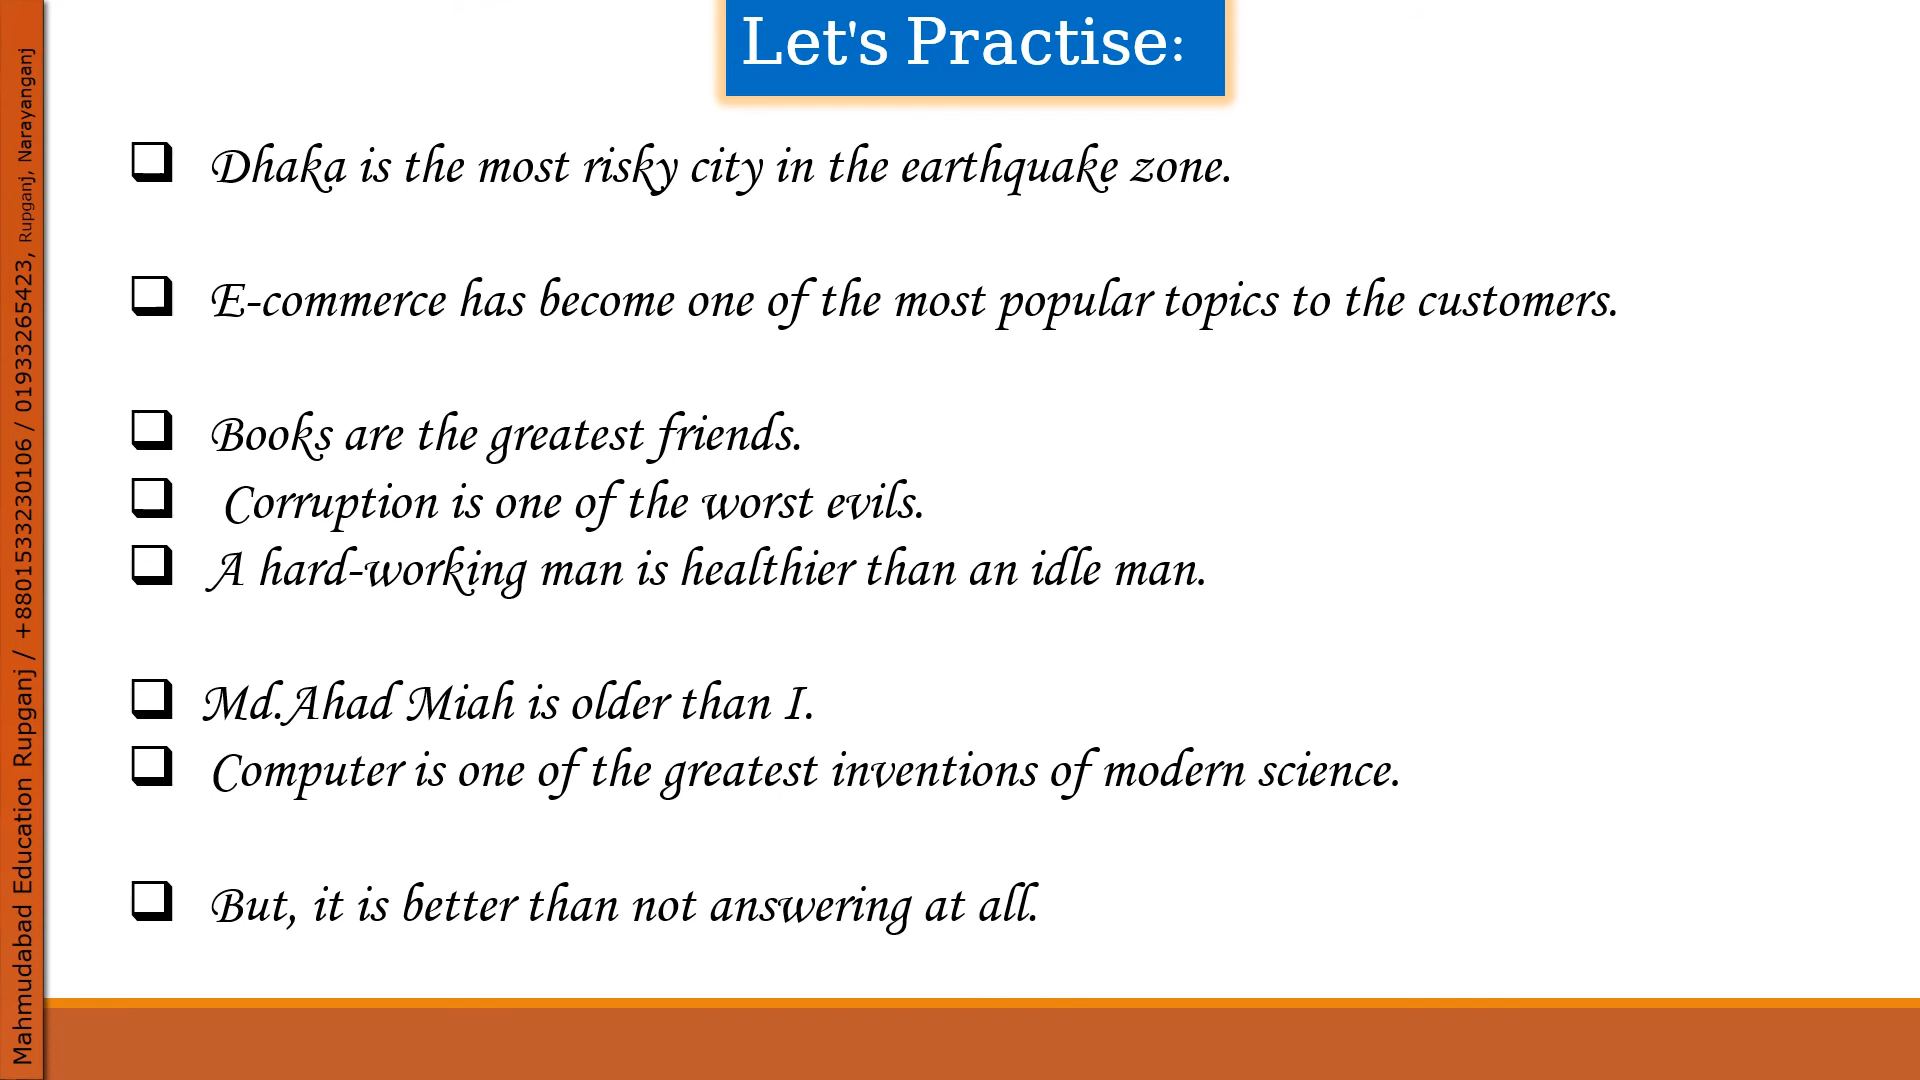 Let's Practise:
Dhaka is the most risky city in the earthquake zone.
E-commerce has become one of the most popular topics to the customers.
Books are the greatest friends.
Corruption is one of the worst evils.
A hard-working man is healthier than an idle man.
Md.Ahad Miah is older than I.
Computer is one of the greatest inventions of modern science.
But, it is better than not answering at all.
Mahmudabad Education Rupganj / +8801533230106 / 01933265423, Rupganj, Narayanganj